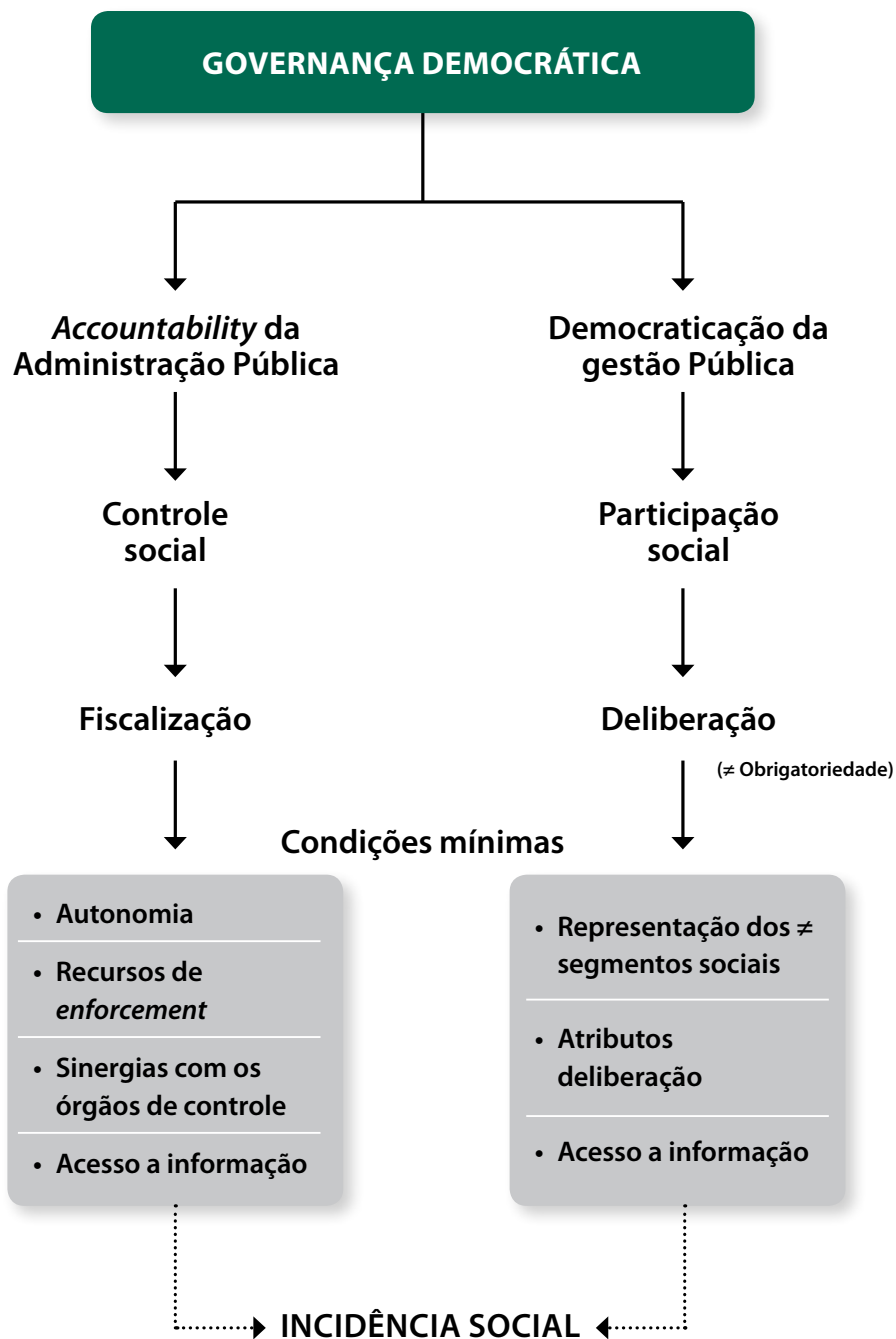 GOVERNANÇA DEMOCRÁTICA
Accountability da
Administração Pública
Democraticação da
gestão Pública
Controle
social
Participação
social
Fiscalização
Deliberação
(≠ Obrigatoriedade)
Condições mínimas
• Autonomia
• Recursos de
enforcement
• Sinergias com os
órgãos de controle
• Acesso a informação
• Representação dos ≠
segmentos sociais
• Atributos
deliberação
• Acesso a informação
INCIDÊNCIA SOCIAL